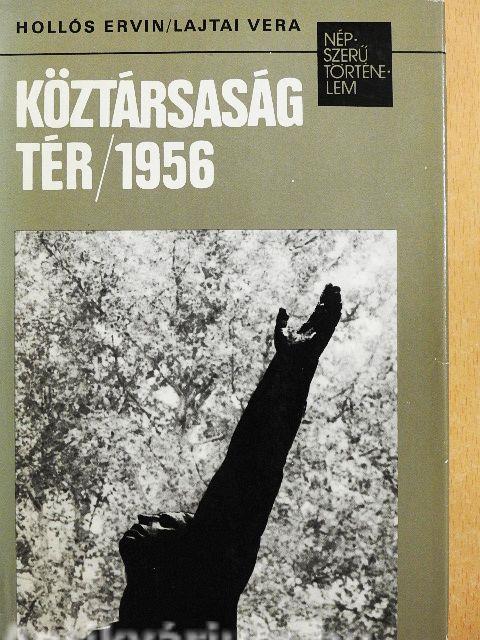 HOLLÓS ERVIN/LAJTAI VERA
NÉP-
SZERŰ
TÖRTÉNE-
LEM
KÖZTÁRSASÁG
TÉR/1956